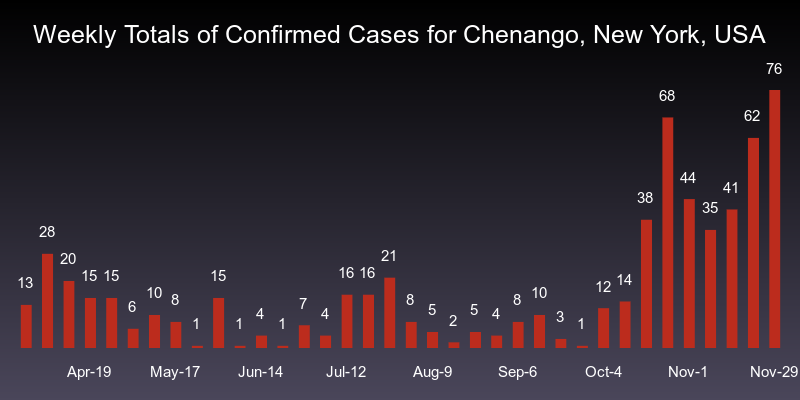 Weekly Totals of Confirmed Cases for Chenango, New York, USA
13 28 20 15 15 6 10 8 1 15 1 4 1 7 4 16 16 21 8 5 2 5 4 8 10 3 1 12 14 38 68 44 35 41 62 76
Apr-19 May-17 Jun-14 Jul-12 Aug-9 Sep-6 Oct-4 Nov-1 Nov-29